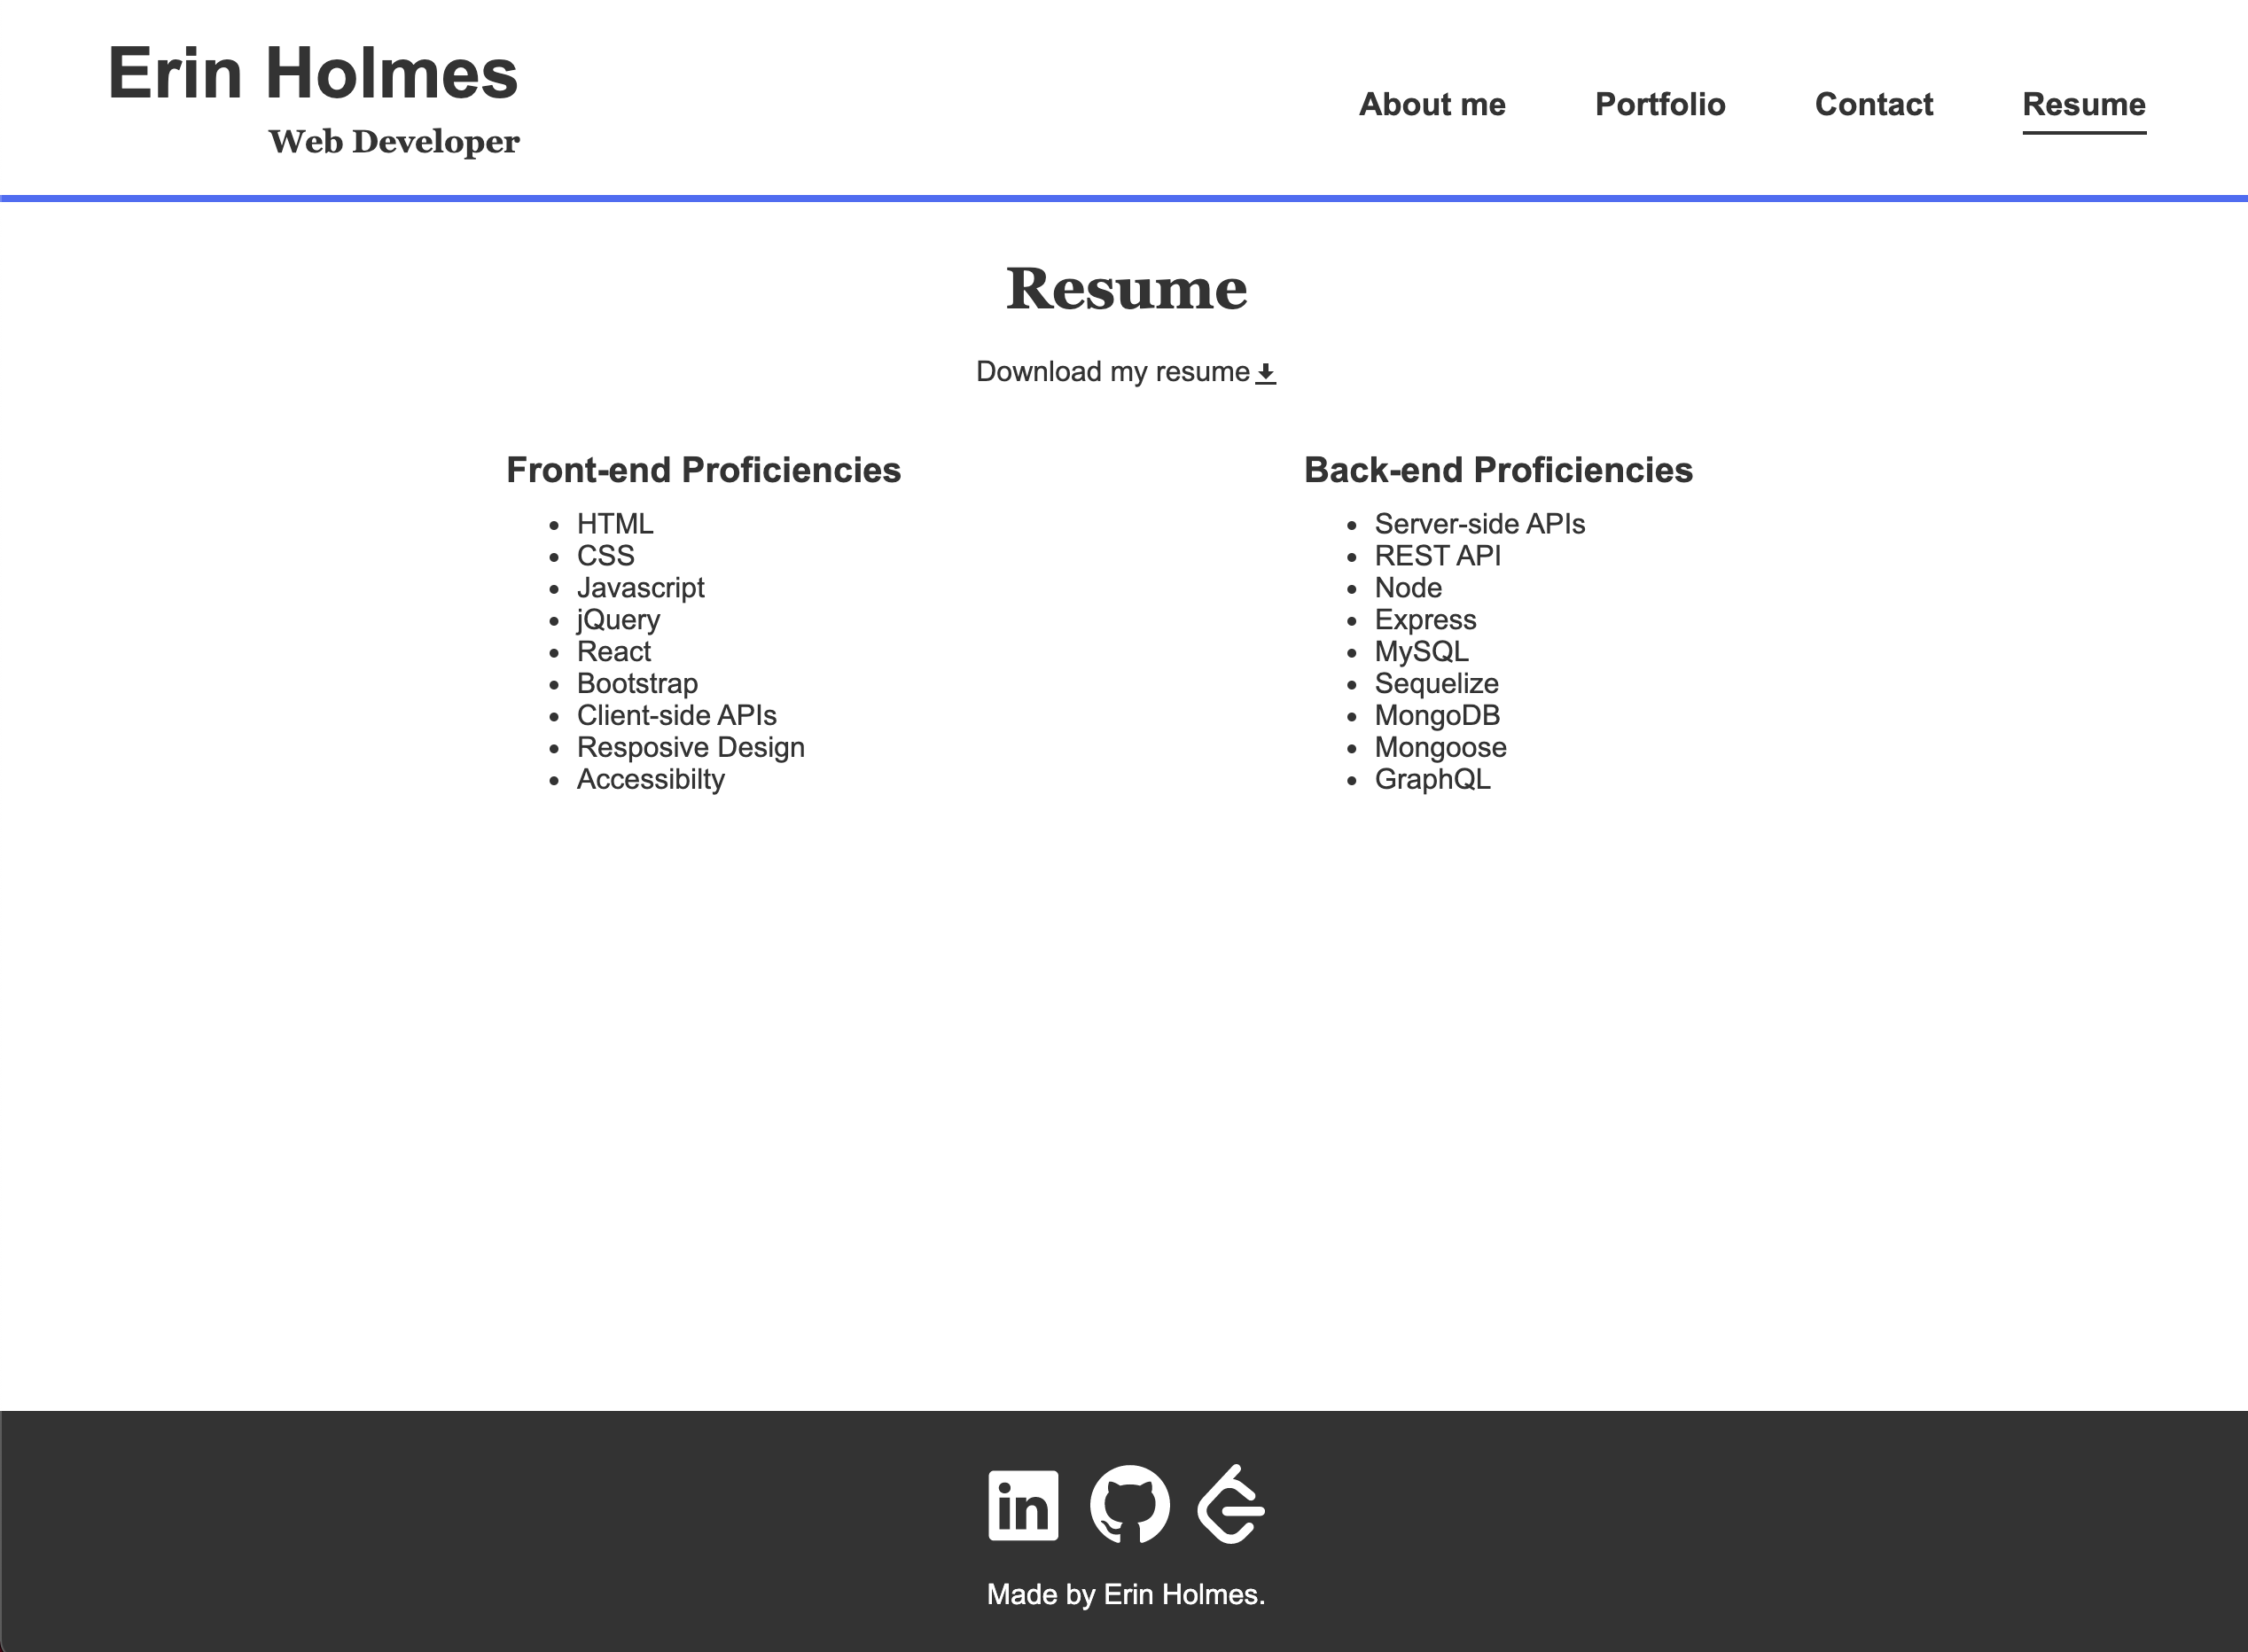 Erin Holmes
Web Developer
About me
Portfolio
Contact
Resume
Resume
Download my resume
Front-end Proficiencies
HTML
CSS
Javascript
jQuery
React
Bootstrap
Client-side APIs
Resposive Design
Accessibilty
Back-end Proficiencies
Server-side APIs
REST API
Node
Express
MySQL
Sequelize
MongoDB
Mongoose
GraphQL
in
Made by Erin Holmes.